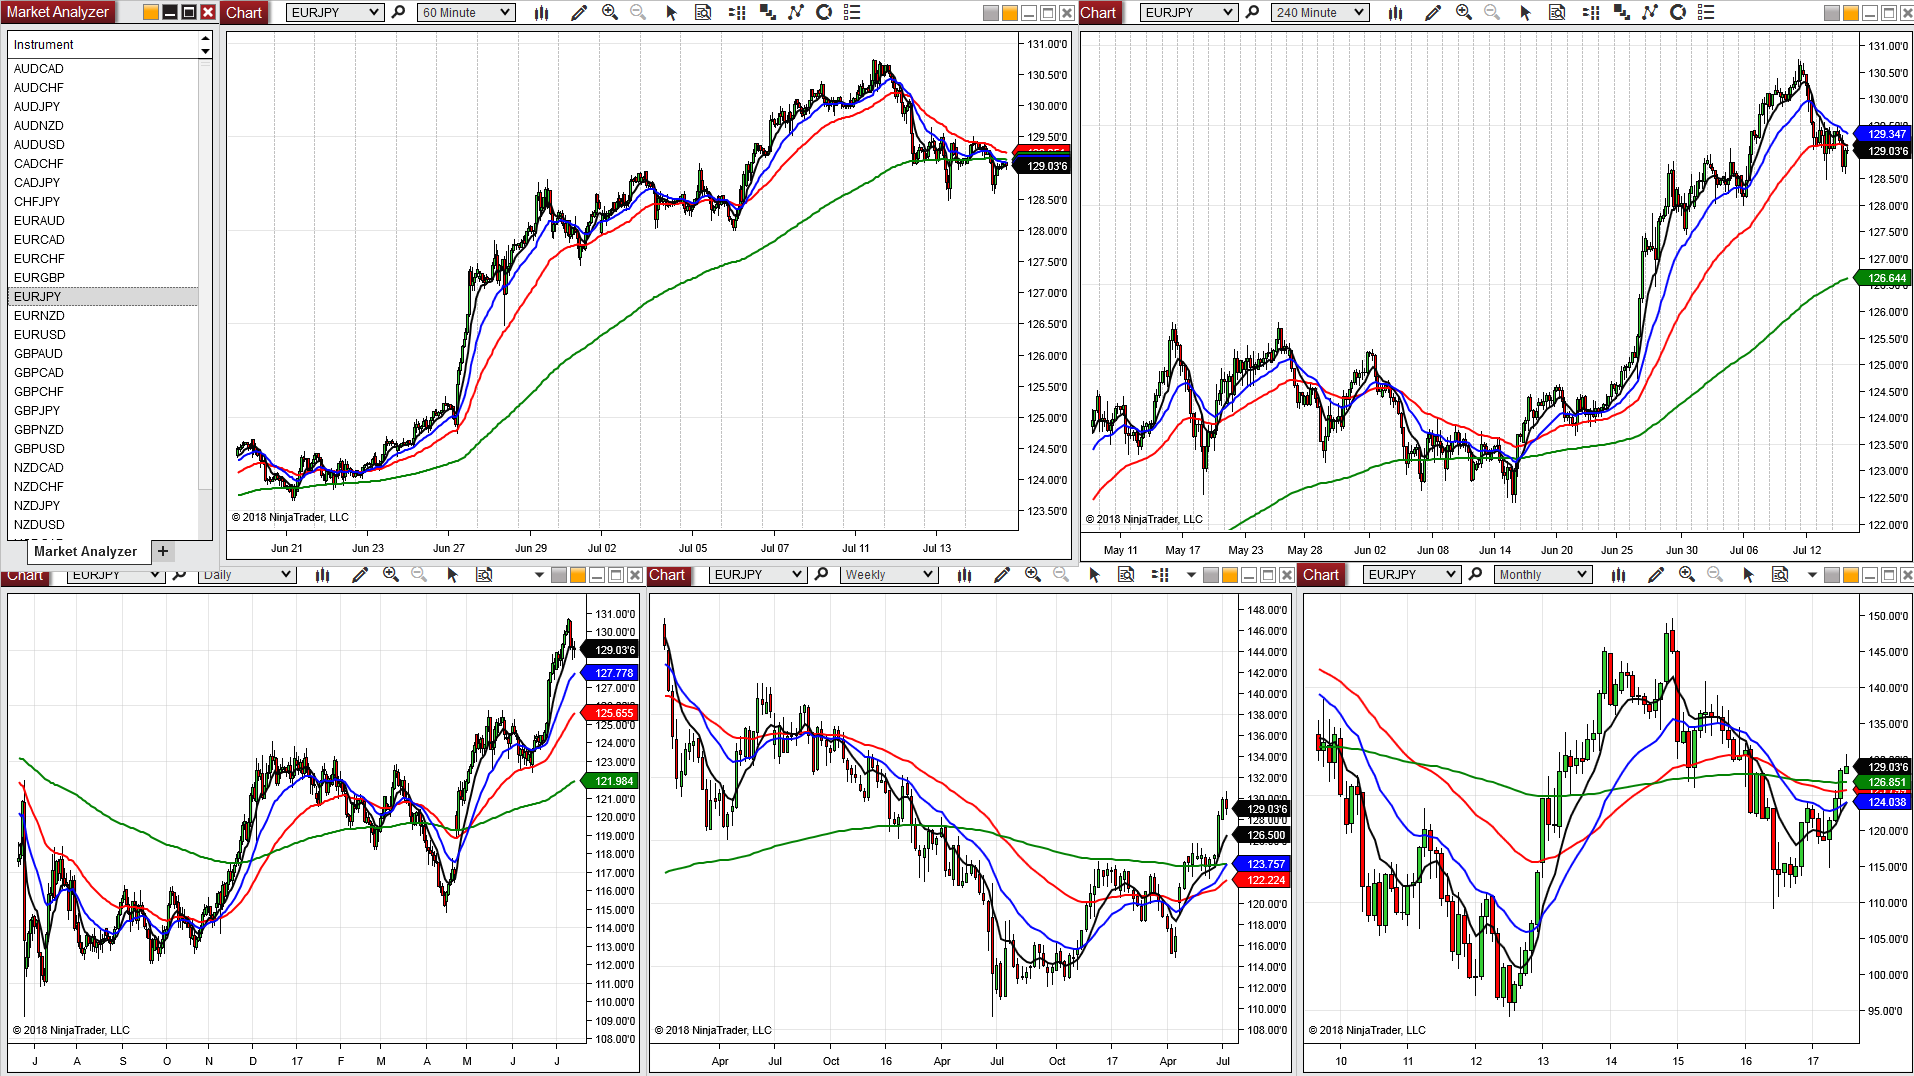 Market Analyzer
Instrument
AUDCAD
AUDCHF
AUDJPY
AUDNZD
AUDUSD
CADCHF
CADJPY
CHFJPY
EURAUD
EURCAD
EURCHF
EURGBP
EURJPY
EURNZD
EURUSD
GBPAUD
GBPCAD
GBPCHF
GBPJPY
GBPNZD
GBPUSD
NZDCAD
NZDCHF
NZDJPY
NZDUSD
Market Analyzer +
Chart EURJPY 60 Minute
131.00'0
130.50'0
130.00'0
129.50'0
129.03'6
128.50'0
128.00'0
127.50'0
127.00'0
126.50'0
126.00'0
125.50'0
125.00'0
124.50'0
124.00'0
123.50'0
© 2018 NinjaTrader, LLC
Jun 21 Jun 23 Jun 27 Jun 29 Jul 02 Jul 05 Jul 07 Jul 11 Jul 13
Chart EURJPY 240 Minute
131.00'0
130.50'0
130.00'0
129.347
129.03'6
128.50'0
128.00'0
127.50'0
127.00'0
126.644
126.00'0
125.50'0
125.00'0
124.50'0
124.00'0
123.50'0
123.00'0
122.50'0
122.00'0
© 2018 NinjaTrader, LLC
May 11 May 17 May 23 May 28 Jun 02 Jun 08 Jun 14 Jun 20 Jun 25 Jun 30 Jul 06 Jul 12
Chart EURJPY Daily
131.00'0
130.00'0
129.03'6
127.778
127.00'0
125.655
125.00'0
124.00'0
123.00'0
121.984
121.00'0
120.00'0
119.00'0
118.00'0
117.00'0
116.00'0
115.00'0
114.00'0
113.00'0
112.00'0
111.00'0
110.00'0
109.00'0
108.00'0
© 2018 NinjaTrader, LLC
J A S O N D 17 F M A M J J
Chart EURJPY Weekly
148.00'0
146.00'0
144.00'0
142.00'0
140.00'0
138.00'0
136.00'0
134.00'0
132.00'0
130.00'0
129.03'6
128.00'0
126.500
123.757
122.224
120.00'0
118.00'0
116.00'0
114.00'0
112.00'0
110.00'0
108.00'0
© 2018 NinjaTrader, LLC
Apr Jul Oct 16 Apr Jul Oct 17 Apr Jul
Chart EURJPY Monthly
150.00'0
145.00'0
140.00'0
135.00'0
129.03'6
126.851
124.038
120.00'0
115.00'0
110.00'0
105.00'0
100.00'0
95.00'0
© 2018 NinjaTrader, LLC
10 11 12 13 14 15 16 17